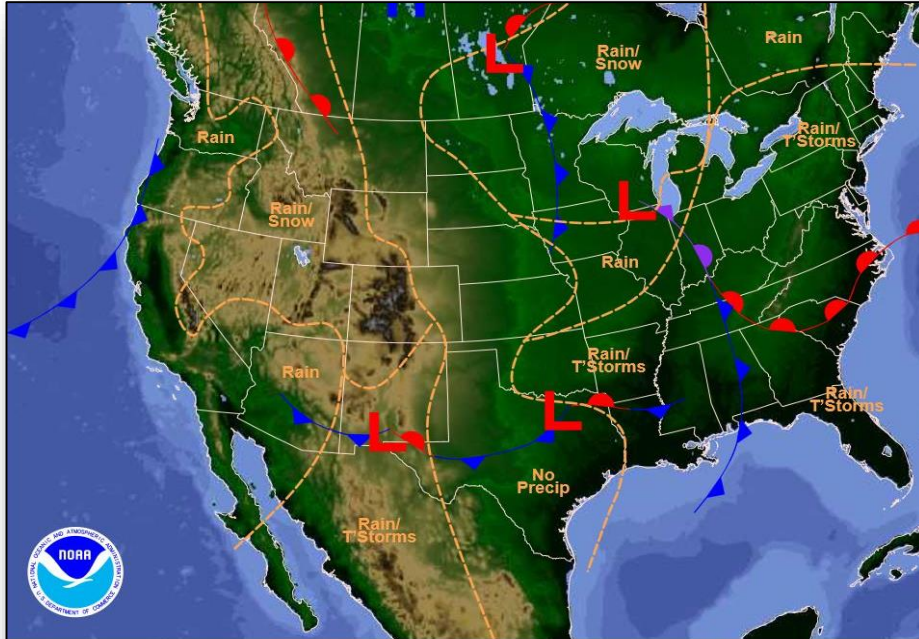 H
L
Rain/
Snow
Rain
Rain
Rain/
T'Storms
Rain/
Snow
L
Rain
Rain
Rain/
T'Storms
Rain/
T'Storms
L
L
No
Precip
Rain/
T'Storms
NOAA
NATIONAL OCEANIC AND ATMOSPHERIC ADMINISTRATION
U.S. DEPARTMENT OF COMMERCE